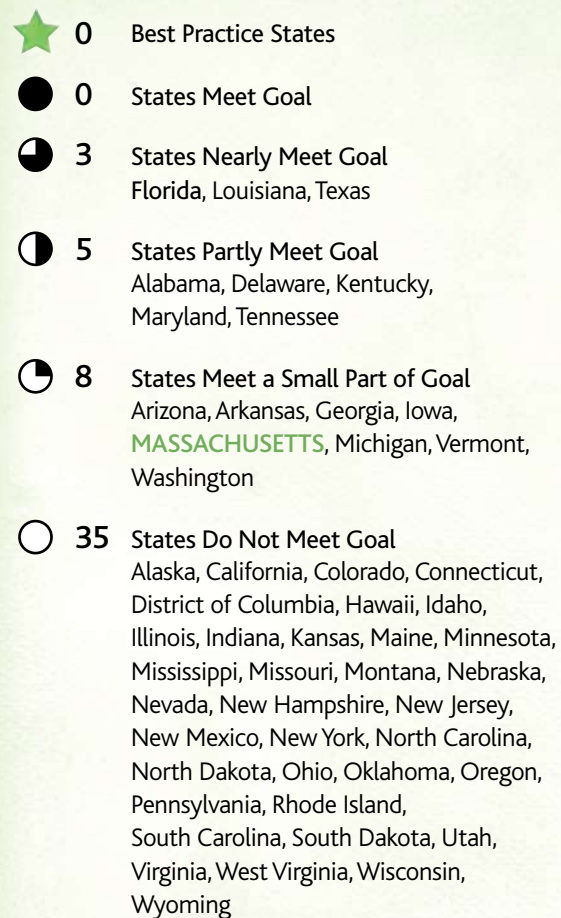 0 Best Practice States
0 States Meet Goal
3 States Nearly Meet Goal
Florida, Louisiana, Texas
5 States Partly Meet Goal
Alabama, Delaware, Kentucky,
Maryland, Tennessee
8 States Meet a Small Part of Goal
Arizona, Arkansas, Georgia, Iowa,
MASSACHUSETTS, Michigan, Vermont,
Washington
35 States Do Not Meet Goal
Alaska, California, Colorado, Connecticut,
District of Columbia, Hawaii, Idaho,
Illinois, Indiana, Kansas, Maine, Minnesota,
Mississippi, Missouri, Montana, Nebraska,
Nevada, New Hampshire, New Jersey,
New Mexico, New York, North Carolina,
North Dakota, Ohio, Oklahoma, Oregon,
Pennsylvania, Rhode Island,
South Carolina, South Dakota, Utah,
Virginia, West Virginia, Wisconsin,
Wyoming